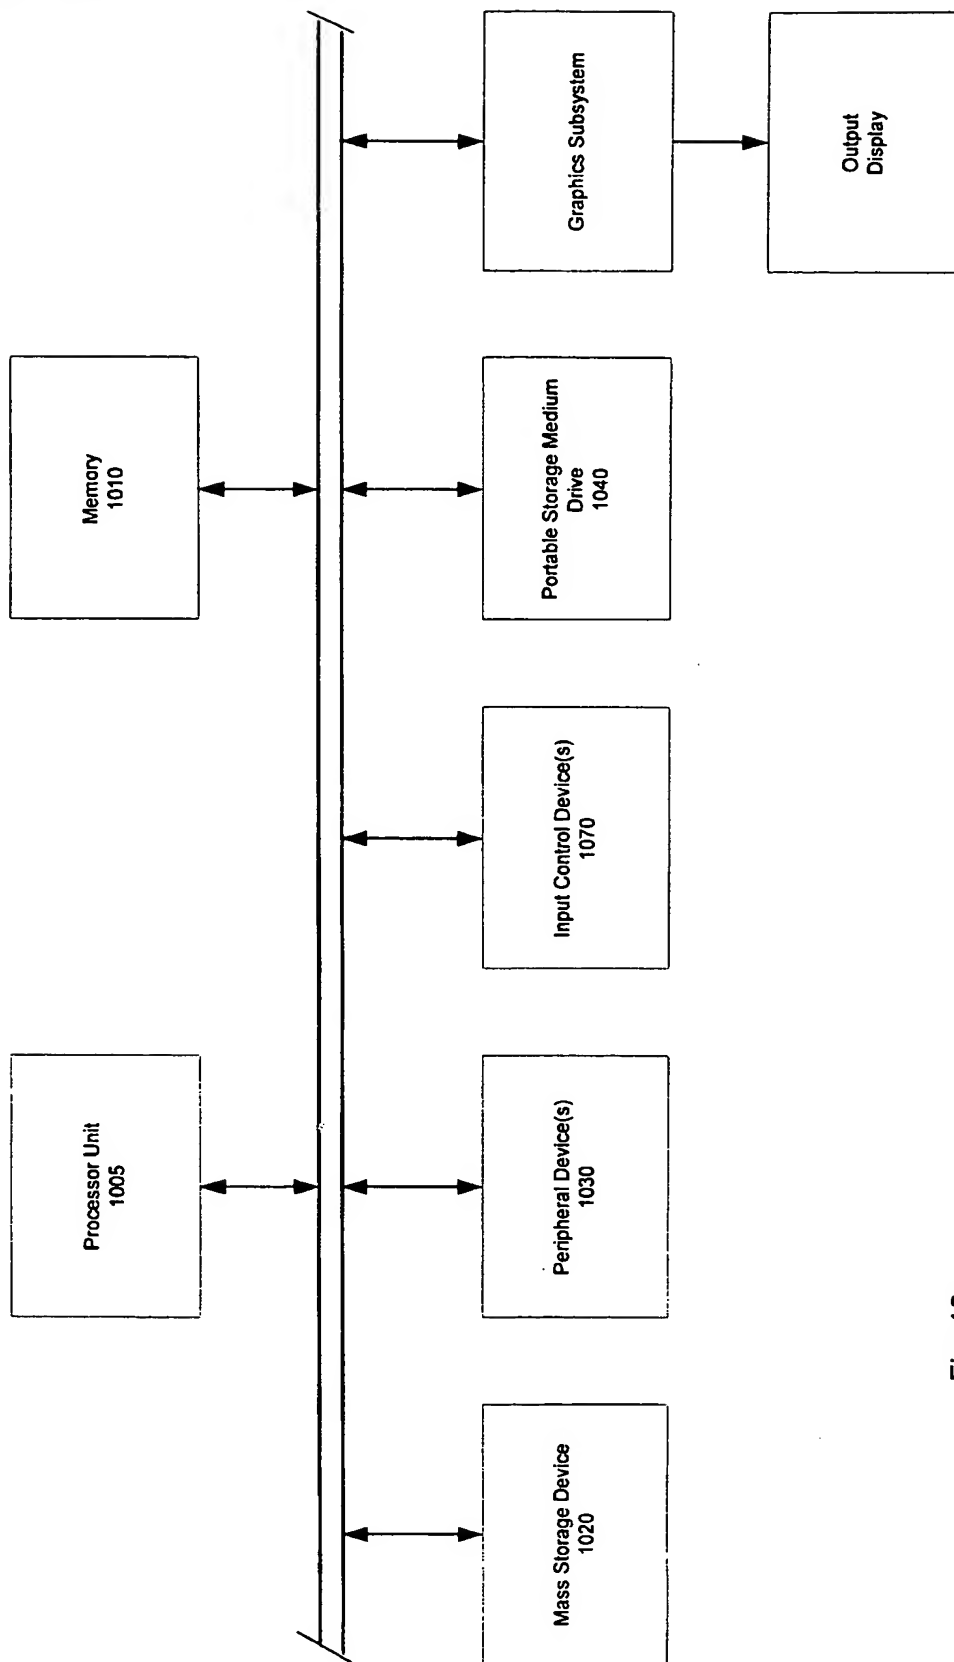 Processor Unit
1005
Memory
1010
Mass Storage Device
1020
Peripheral Device(s)
1030
Input Control Device(s)
1070
Portable Storage Medium
Drive
1040
Graphics Subsystem
Output
Display